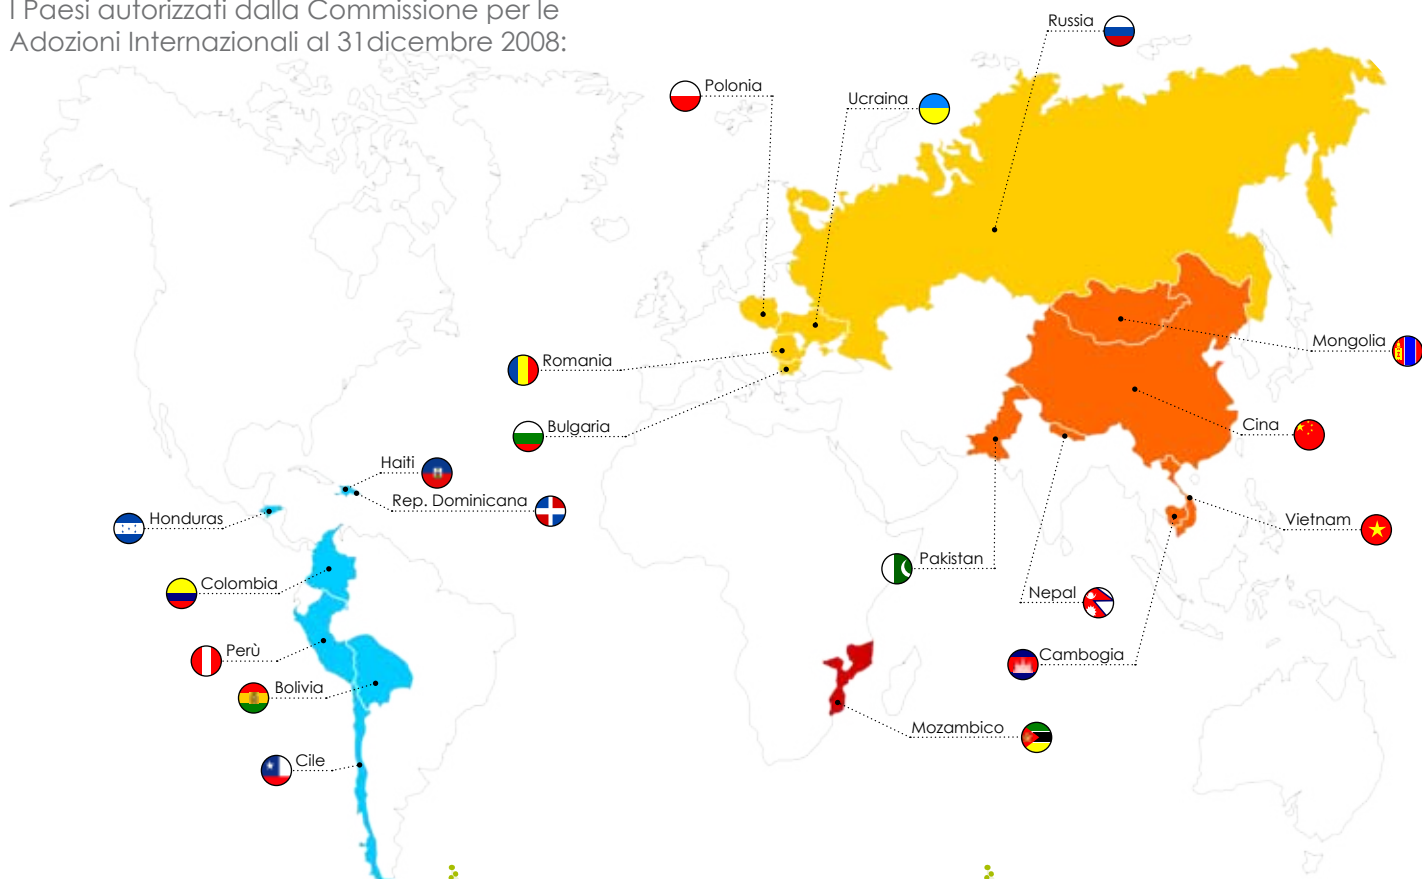 I Paesi autorizzati dalla Commissione per le
Adozioni Internazionali al 31dicembre 2008:
Russia
Polonia
Ucraina
Romania
Mongolia
Bulgaria
Cina
Haiti
Rep. Dominicana
Honduras
Vietnam
Pakistan
Colombia
Nepal
Perù
Cambogia
Bolivia
Mozambico
Cile